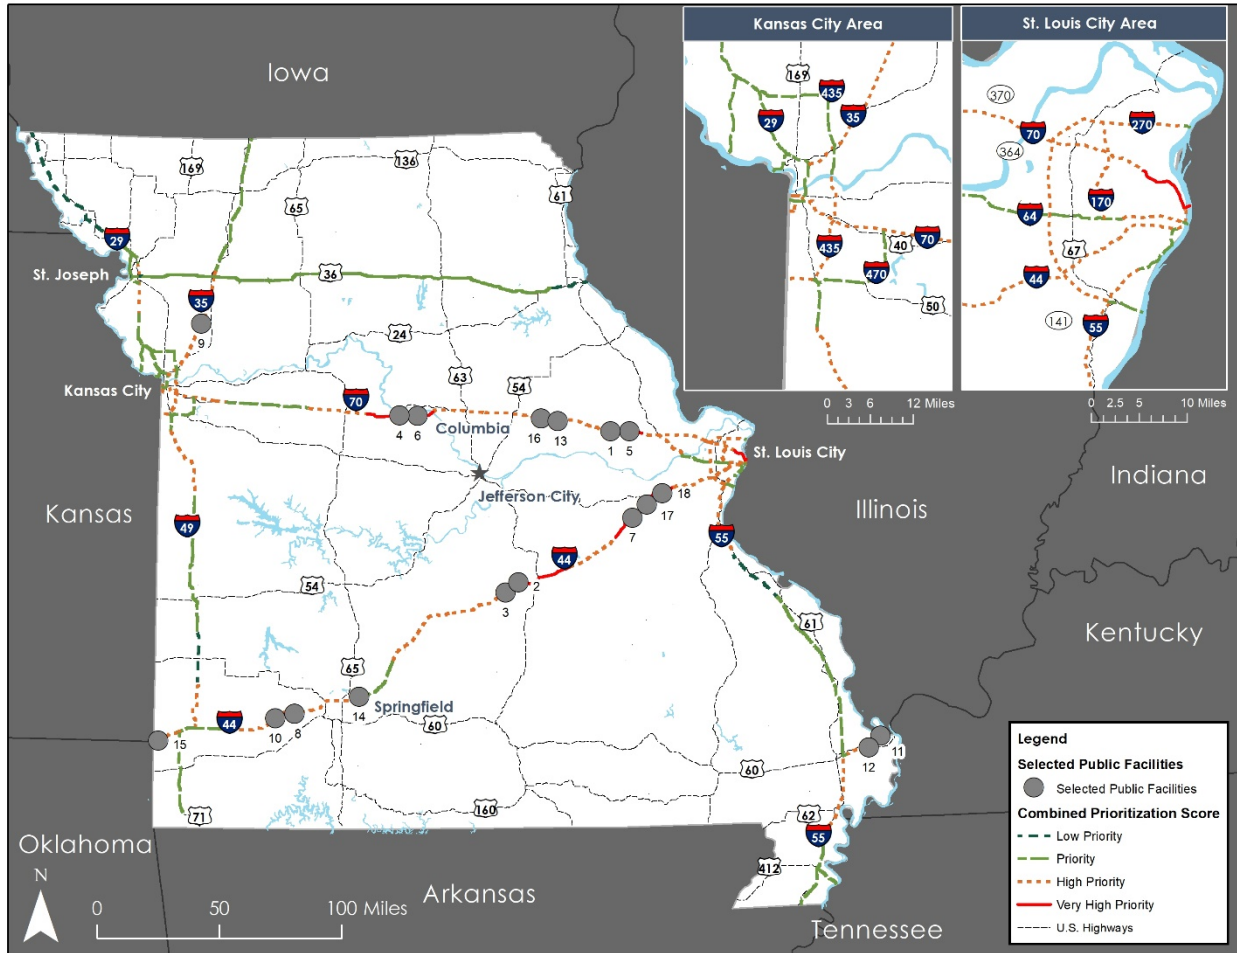 Kansas City Area
St. Louis City Area
Iowa
169
435
29
35
370
70
270
364
170
64
67
44
141
55
435
40
70
470
50
0 3 6 12 Miles
0 2.5 5 10 Miles
169
136
65
61
29
St. Joseph
36
35
9
24
Kansas City
63
54
70
4
6
Columbia
16
13
1
5
St. Louis City
Jefferson City
18
17
7
Kansas
49
Illinois
Indiana
55
44
54
2
3
61
Kentucky
65
Springfield
14
44
10
8
15
60
60
11
12
71
160
62
55
412
Oklahoma
Arkansas
Tennessee
N
0 50 100 Miles
Legend
Selected Public Facilities
Selected Public Facilities
Combined Prioritization Score
Low Priority
Priority
High Priority
Very High Priority
U.S. Highways